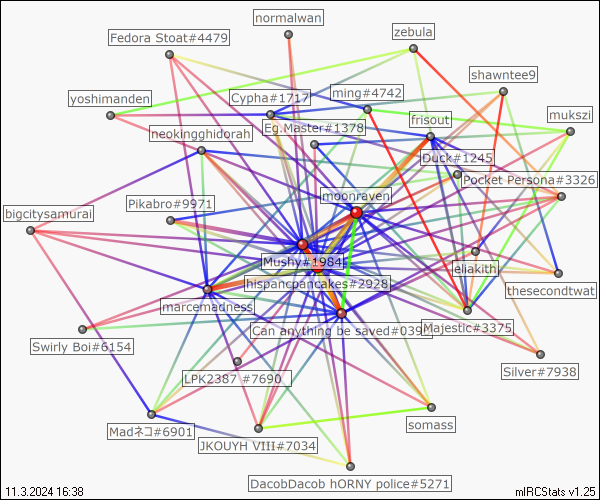 normalwan
zebula
Fedora Stoat#4479
shawntee9
ming#4742
yoshimanden
Cypha#1717
mukszi
frisout
Eg.Master#1378
neokingghidorah
Duck#1245
Pocket Persona#3326
moonraven
Pikabro#9971
bigcitysamurai
Mushy#1984
eliakith
hispancpancakes#2928
thesecondtwat
marcemadness
Can anything be saved#039
Majestic#3375
Swirly Boi#6154
Silver#7938
LPK2387 #7690
somass
Madネコ#6901
JKOUYH VIII#7034
DacobDacob hORNY police#5271
11.3.2024 16:38
mIRCStats v1.25